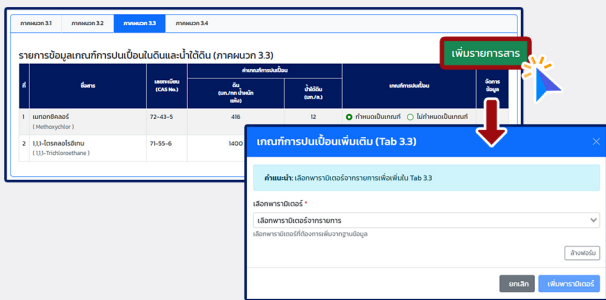 ภาคผนวก 3.1 ภาคผนวก 3.2 ภาคผนวก 3.3 ภาคผนวก 3.4
รายการข้อมูลเกณฑ์การปนเปื้อนในดินและน้ำใต้ดิน (ภาคผนวก 3.3)
เพิ่มรายการสาร
ค่าเกณฑ์การปนเปื้อน
ที่ ชื่อสาร เลขทะเบียน (CAS No.) ดิน (มก./กก น้ำหนักแห้ง) น้ำใต้ดิน (มก./ล.) เกณฑ์การปนเปื้อน จัดการข้อมูล
1 เมทอกซิคลอร์ 72-43-5 416 12 กำหนดเป็นเกณฑ์ ไม่กำหนดเป็นเกณฑ์
( Methoxychlor )
2 1,1,1-ไตรคลอโรอีเทน 71-55-6 1400
( 1,1,1-Trichloroethane )
เกณฑ์การปนเปื้อนเพิ่มเติม (Tab 3.3)
คำแนะนำ: เลือกพารามิเตอร์จากรายการเพื่อเพิ่มใน Tab 3.3
เลือกพารามิเตอร์ *
เลือกพารามิเตอร์จากรายการ
เลือกพารามิเตอร์ที่ต้องการเพิ่มจากฐานข้อมูล
ล้างฟอร์ม
ยกเลิก เพิ่มพารามิเตอร์